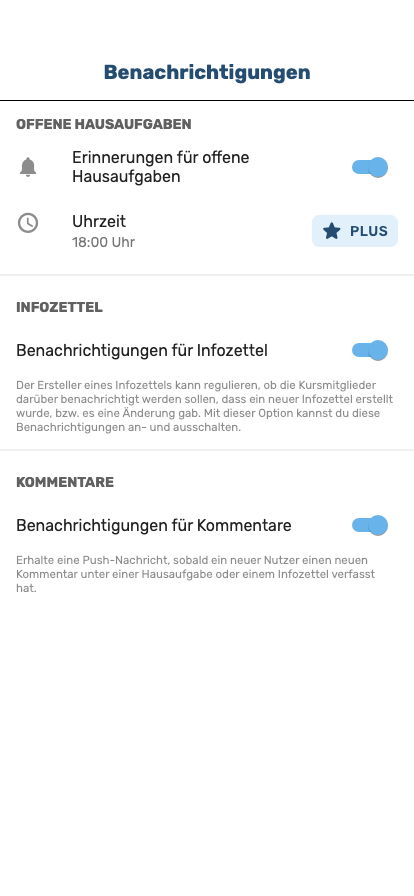 Benachrichtigungen
OFFENE HAUSAUFGABEN
Erinnerungen für offene
Hausaufgaben
Uhrzeit
18:00 Uhr
PLUS
INFOZETTEL
Benachrichtigungen für Infozettel
Der Ersteller eines Infozettels kann regulieren, ob die Kursmitglieder
darüber benachrichtigt werden sollen, dass ein neuer Infozettel erstellt
wurde, bzw. es eine Änderung gab. Mit dieser Option kannst du diese
Benachrichtigungen an- und ausschalten.
KOMMENTARE
Benachrichtigungen für Kommentare
Erhalte eine Push-Nachricht, sobald ein neuer Nutzer einen neuen
Kommentar unter einer Hausaufgabe oder einem Infozettel verfasst
hat.